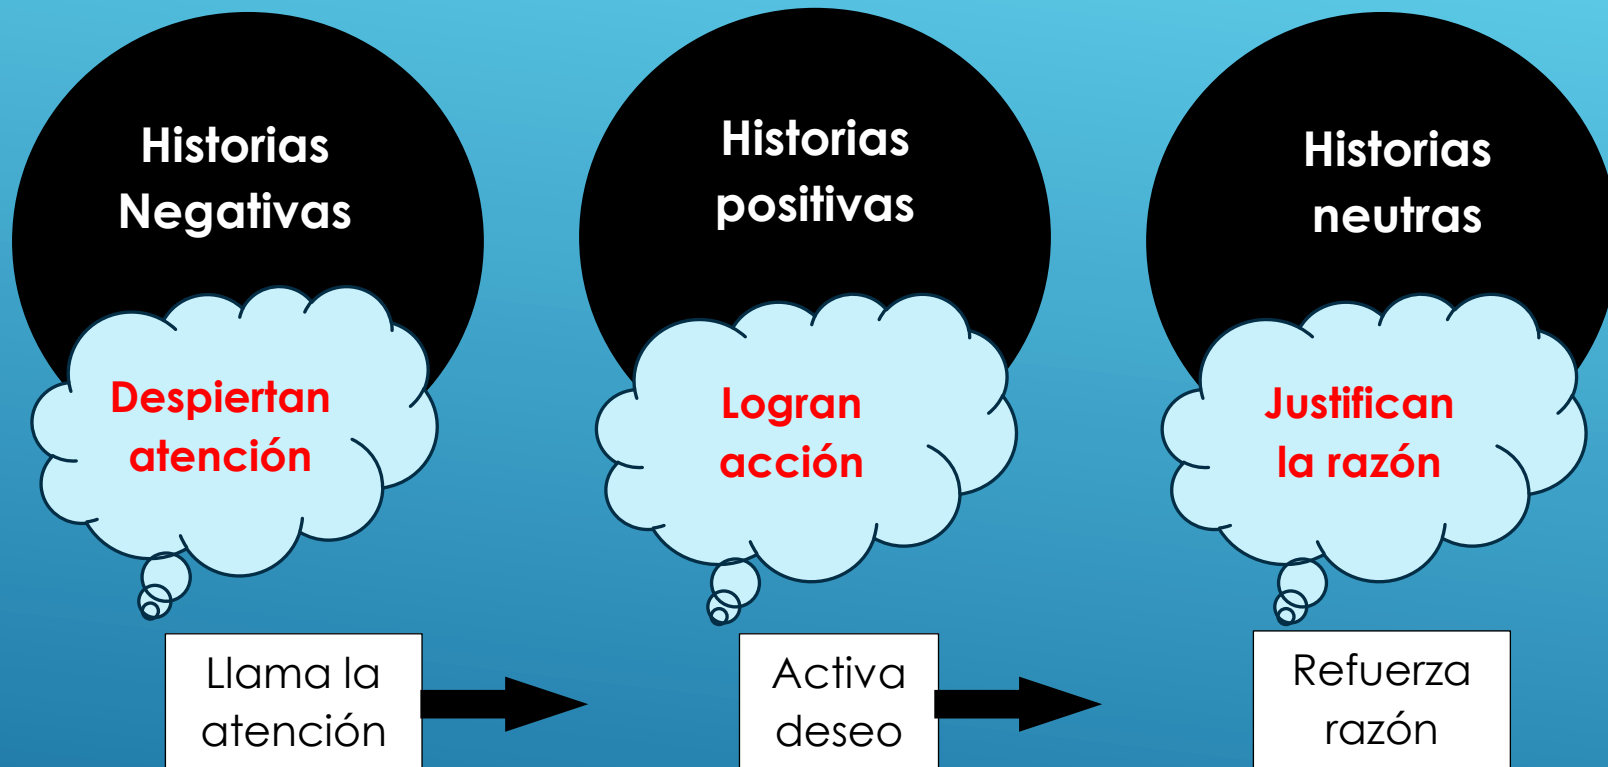 Historias
Negativas
Despiertan
atención
Llama la
atención
Historias
positivas
Logran
acción
Activa
deseo
Historias
neutras
Justifican
la razón
Refuerza
razón